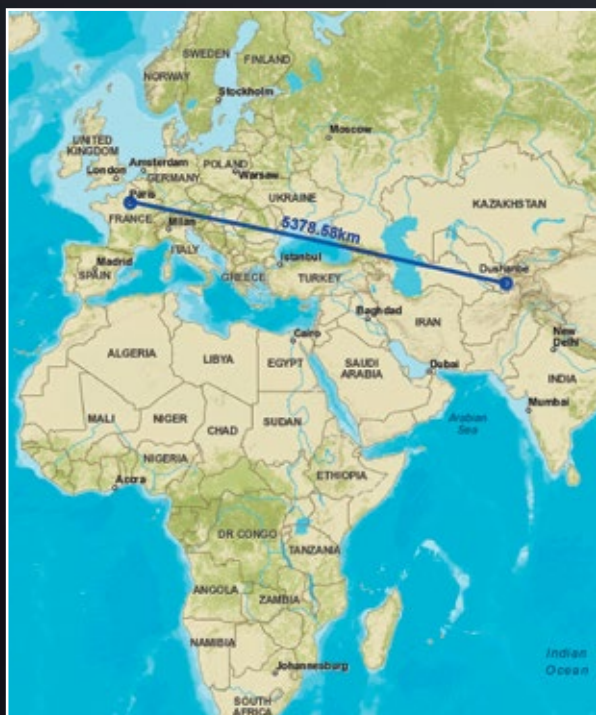 SWEDEN
FINLAND
NORWAY
Stockholm
Moscow
UNITED
KINGDOM
Amsterdam
London
POLAND
Warsaw
GERMANY
Paris
UKRAINE
KAZAKHSTAN
FRANCE
Milan
5378.58km
ITALY
Dushanbe
Madrid
SPAIN
GREECE
Istanbul
TURKEY
Baghdad
IRAN
Cairo
New
Delhi
ALGERIA
LIBYA
EGYPT
SAUDI
ARABIA
Dubai
INDIA
Mumbai
MALI
NIGER
CHAD
SUDAN
Arabian
Sea
NIGERIA
ETHIOPIA
Accra
DR CONGO
TANZANIA
ANGOLA
ZAMBIA
NAMIBIA
Johannesburg
Indian
Ocean
SOUTH
AFRICA